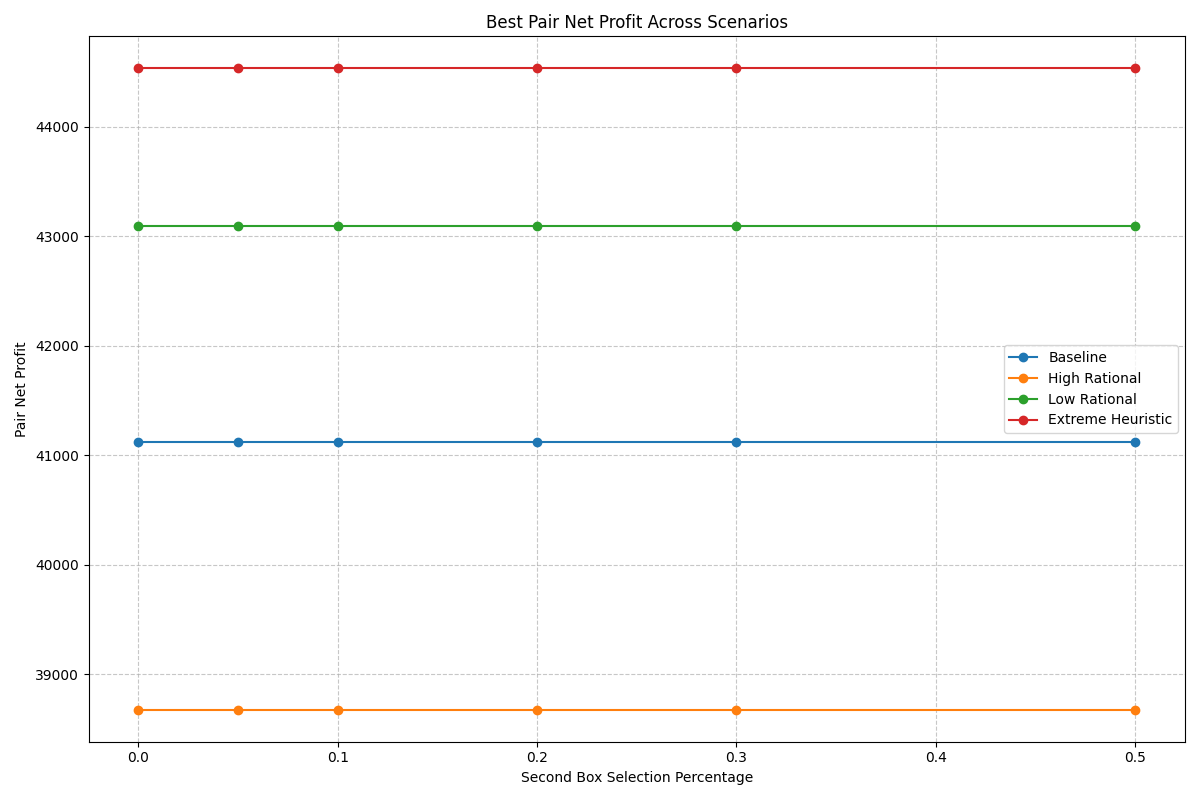 Best Pair Net Profit Across Scenarios
44000
43000
42000
41000
40000
39000
Pair Net Profit
Baseline
High Rational
Low Rational
Extreme Heuristic
0.0 0.1 0.2 0.3 0.4 0.5
Second Box Selection Percentage